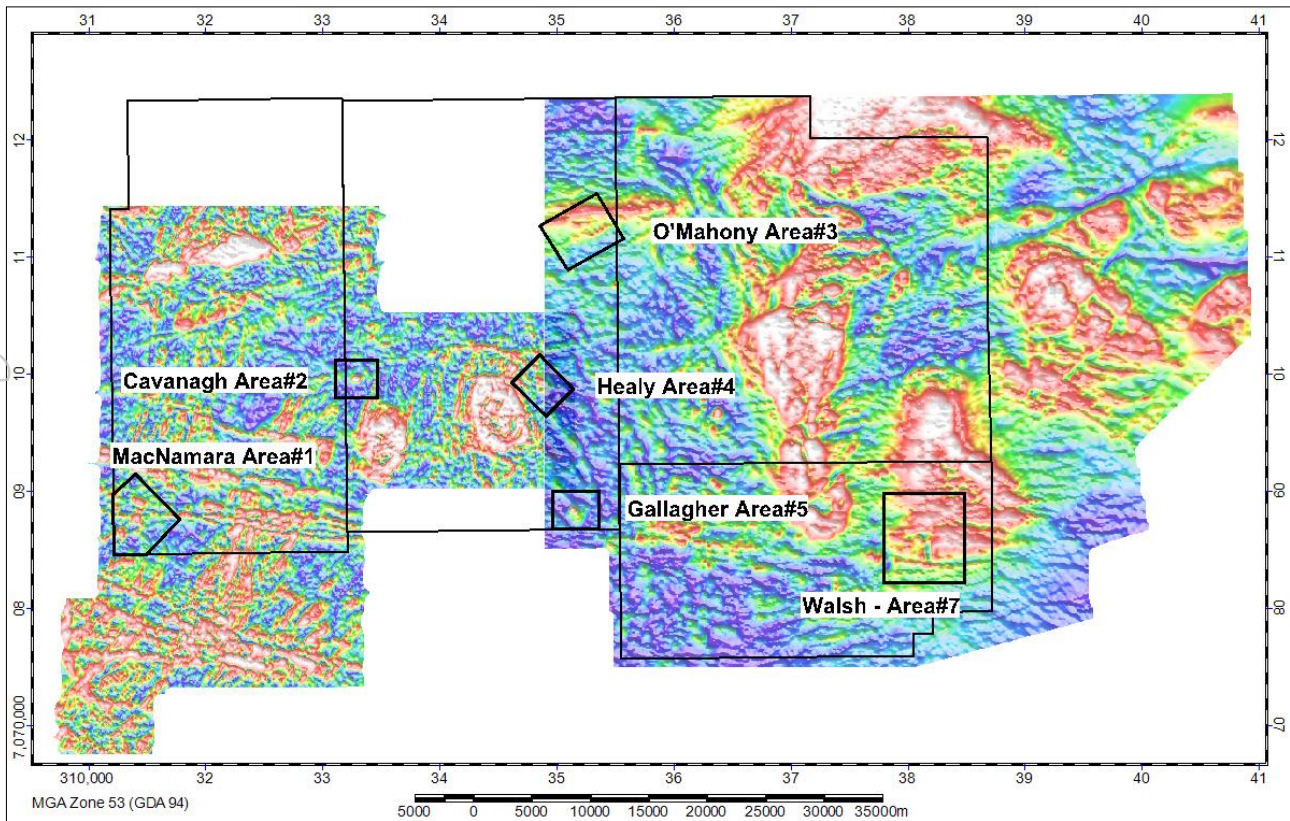 31 32 33 34 35 36 37 38 39 40 41
12 12
O'Mahony Area#3
11 11
10 10
Cavanagh Area#2
Healy Area#4
MacNamara Area#1
09 09
Gallagher Area#5
08 08
Walsh - Area#7
7,070,000 70
310,000 32 33 34 35 36 37 38 39 40 41
MGA Zone 53 (GDA 94)
5000 0 5000 10000 15000 20000 25000 30000 35000m